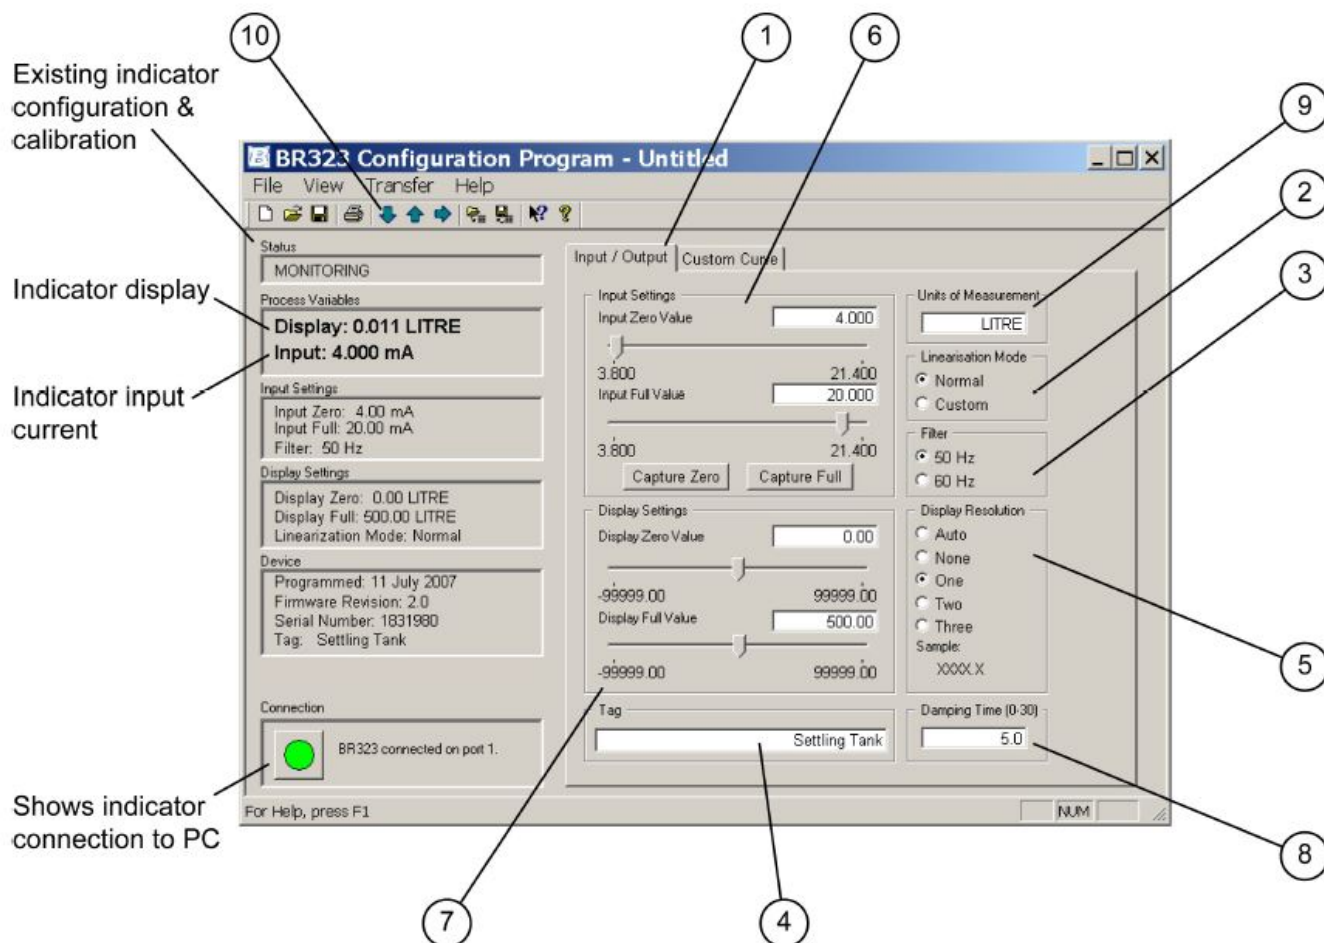 10
1
6
Existing indicator
configuration &
calibration
9
BR323 Configuration Program - Untitled
File View Transfer Help
2
Status
MONITORING
Input / Output
Custom Curve
3
Indicator display
Process Variables
Display: 0.011 LITRE
Input: 4.000 mA
Input Settings
Input Zero Value 4.000
3.800 21.400
Input Full Value 20.000
3.800 21.400
Capture Zero Capture Full
Units of Measurement
LITRE
Linearisation Mode
Normal
Custom
Indicator input
current
Input Settings
Input Zero: 4.00 mA
Input Full: 20.00 mA
Filter: 50 Hz
Filter
50 Hz
60 Hz
Display Settings
Display Zero: 0.00 LITRE
Display Full: 500.00 LITRE
Linearization Mode: Normal
Display Settings
Display Zero Value 0.00
-99999.00 99999.00
Display Full Value 500.00
-99999.00 99999.00
Display Resolution
Auto
None
One
Two
Three
Sample:
XXXX.X
5
Device
Programmed: 11 July 2007
Firmware Revision: 2.0
Serial Number: 1831980
Tag: Settling Tank
Connection
BR323 connected on port 1.
Tag
Settling Tank
Damping Time (0-30)
5.0
Shows indicator
connection to PC
For Help, press F1
NUM
8
7
4